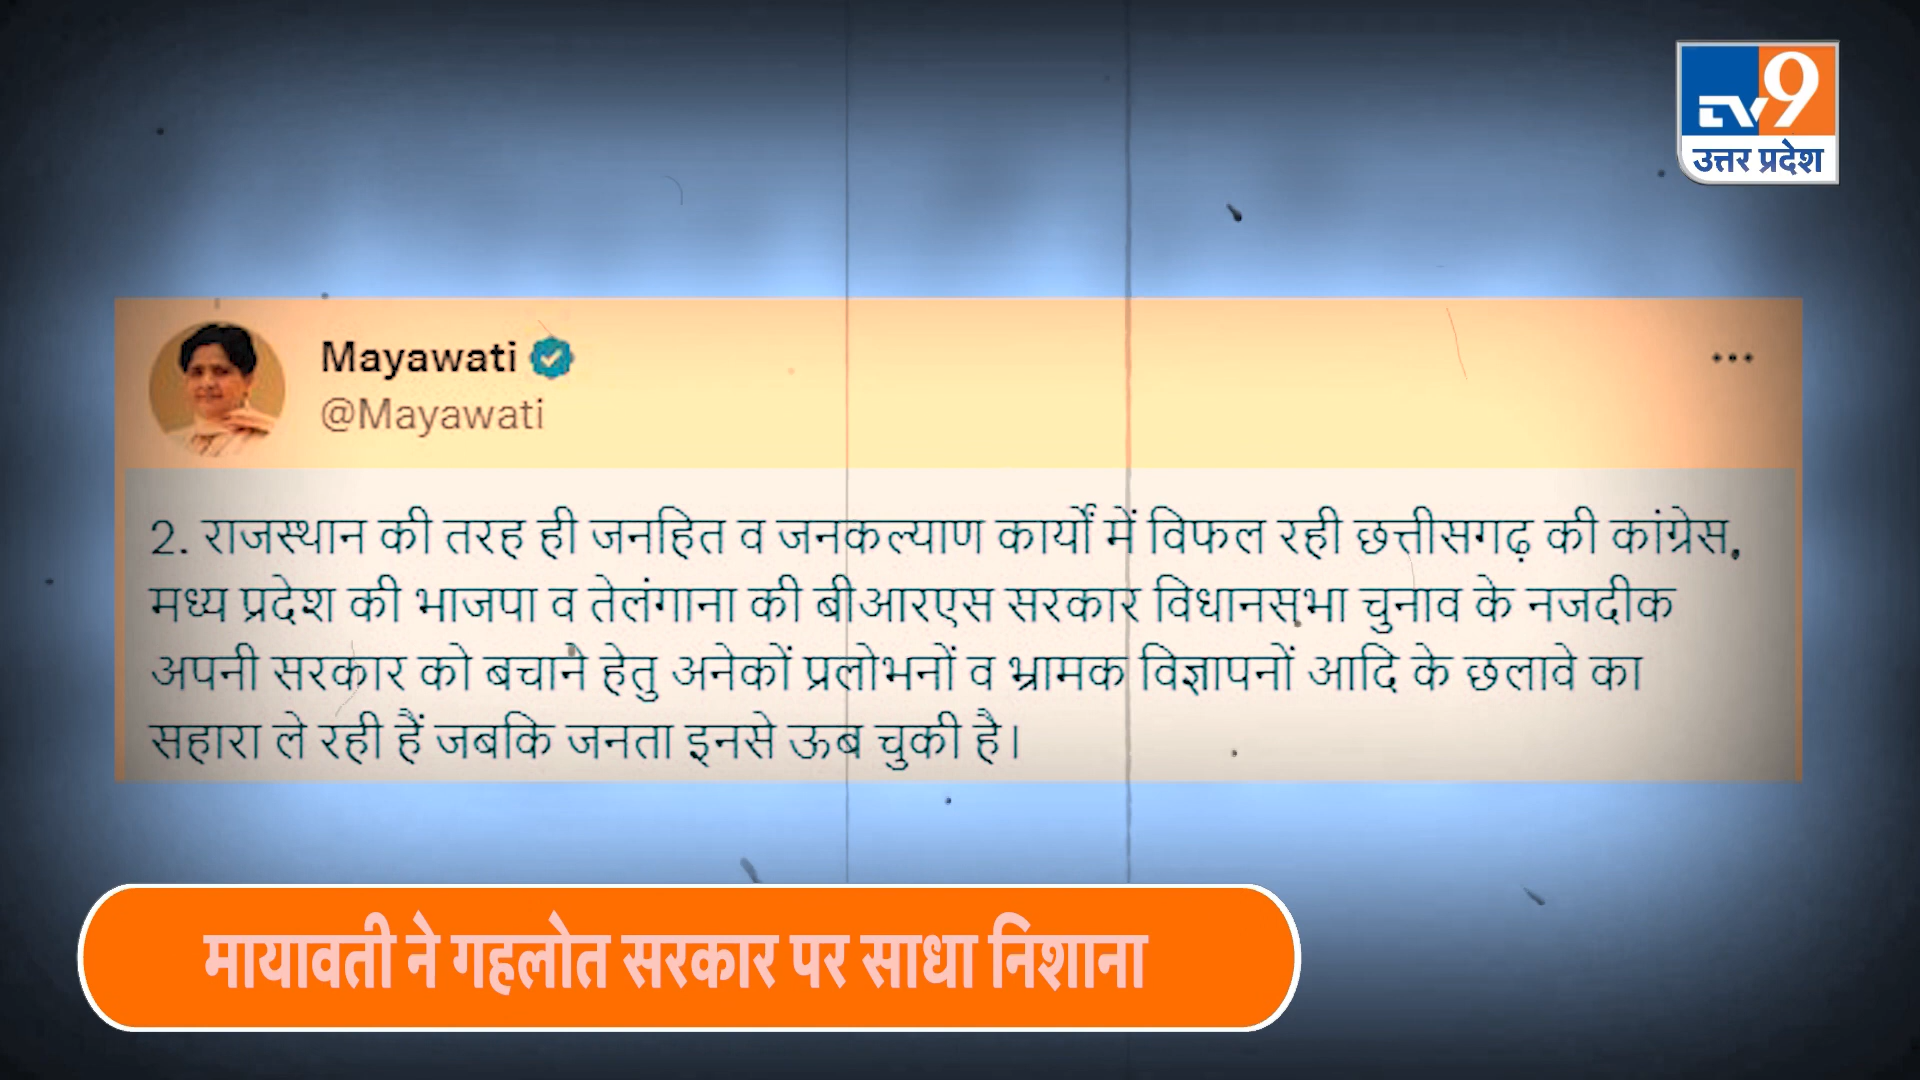 TV9
उत्तर प्रदेश
Mayawati
@Mayawati
2. राजस्थान की तरह ही जनहित व जनकल्याण कार्यों में विफल रही छत्तीसगढ़ की कांग्रेस,
मध्य प्रदेश की भाजपा व तेलंगाना की बीआरएस सरकार विधानसभा चुनाव के नजदीक
अपनी सरकार को बचाने हेतु अनेकों प्रलोभनों व भ्रामक विज्ञापनों आदि के छलावे का
सहारा ले रही हैं जबकि जनता इनसे ऊब चुकी है।
मायावती ने गहलोत सरकार पर साधा निशाना